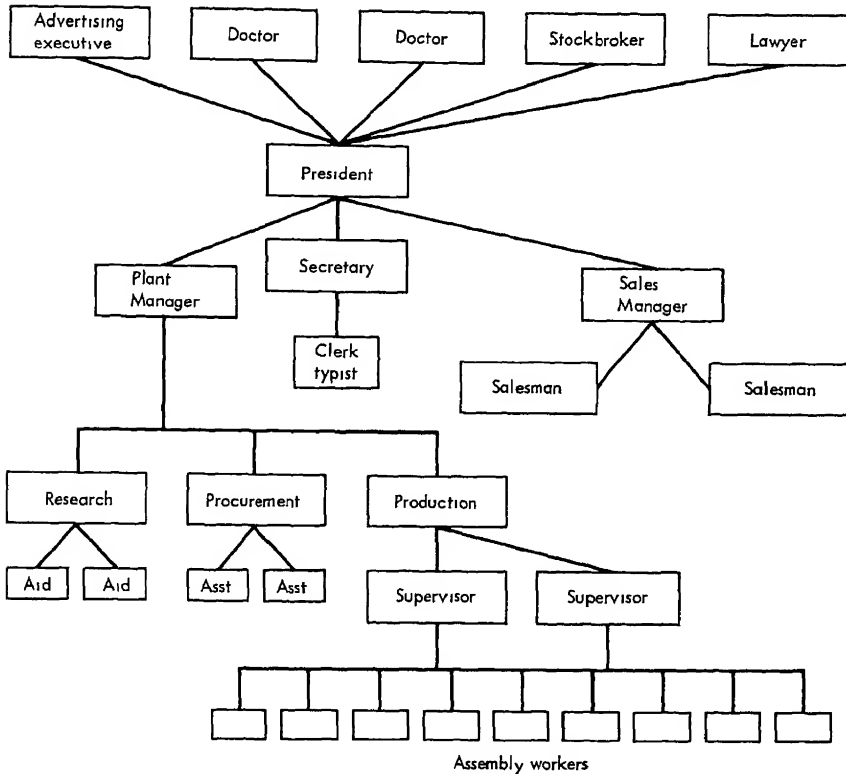 Advertising
executive
Doctor
Doctor
Stockbroker
Lawyer
President
Plant
Manager
Secretary
Sales
Manager
Clerk
typist
Salesman
Salesman
Research
Procurement
Production
Aid
Aid
Asst
Asst
Supervisor
Supervisor
Assembly workers